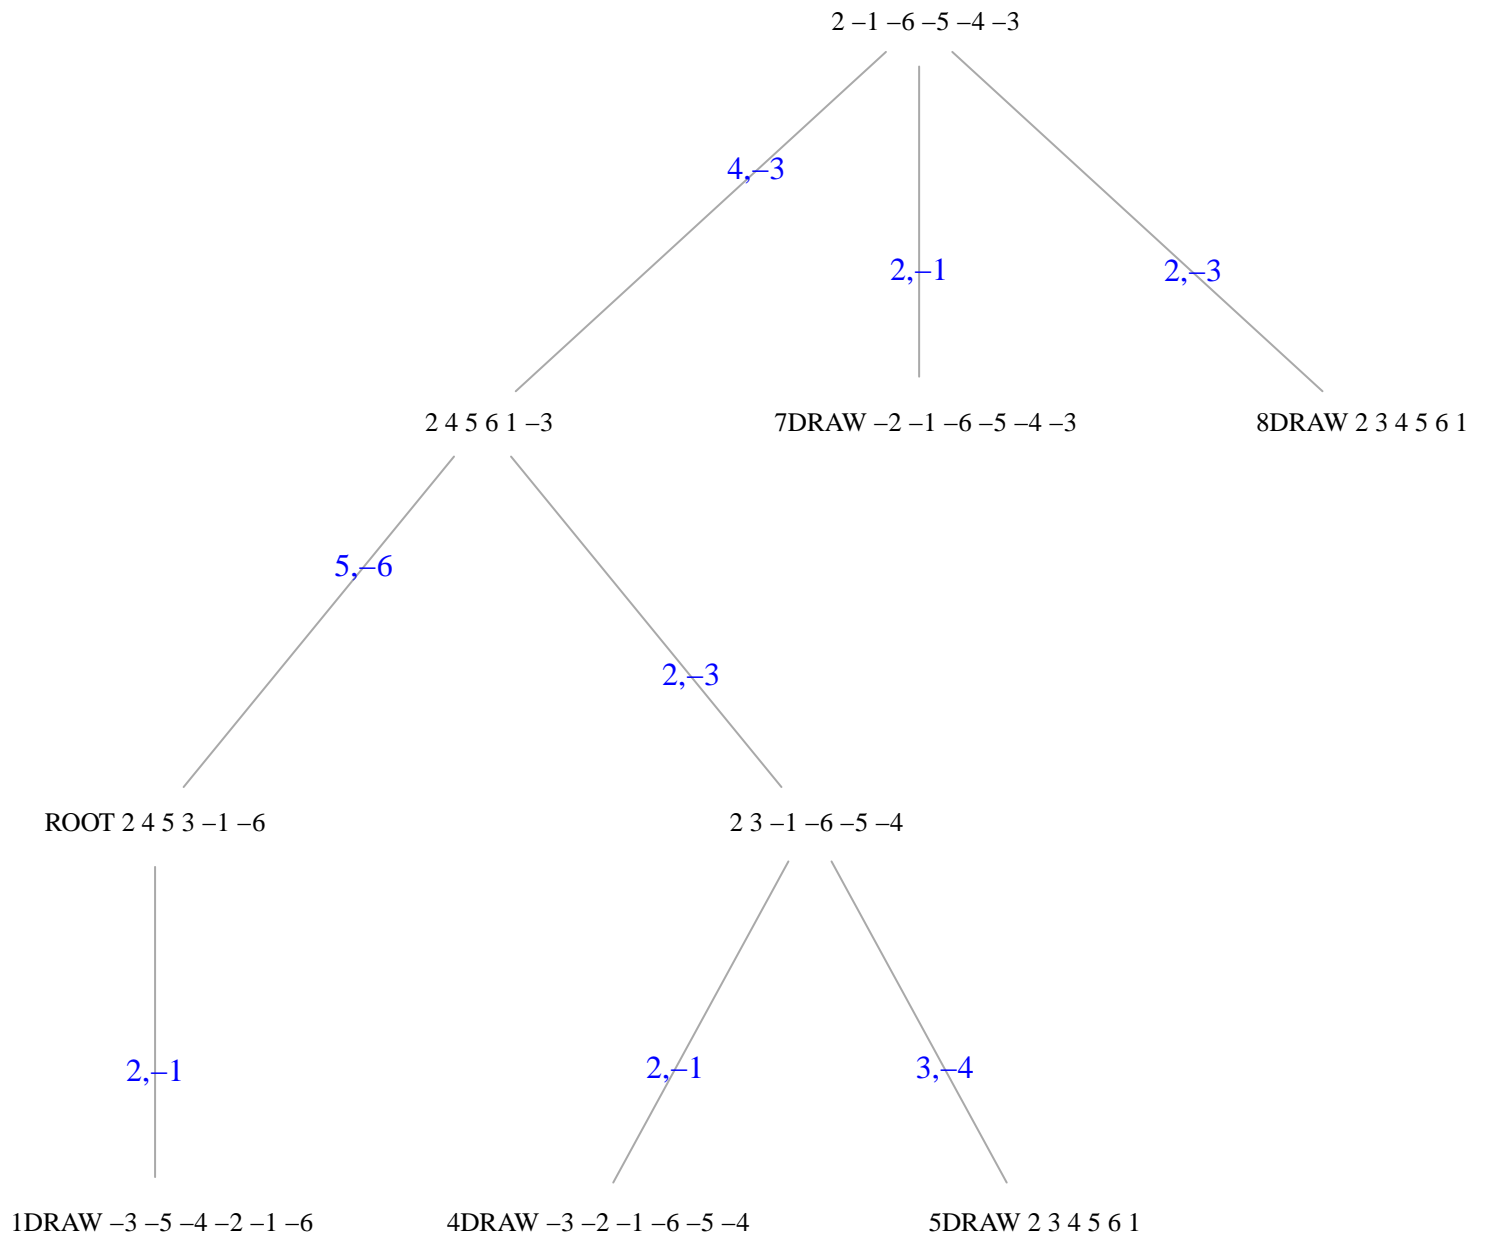 2 –1 –6 –5 –4 –3
4,–3
2,–1
2,–3
2 4 5 6 1 –3
7DRAW –2 –1 –6 –5 –4 –3
8DRAW 2 3 4 5 6 1
5,–6
2,–3
ROOT 2 4 5 3 –1 –6
2 3 –1 –6 –5 –4
2,–1
2,–1
3,–4
1DRAW –3 –5 –4 –2 –1 –6
4DRAW –3 –2 –1 –6 –5 –4
5DRAW 2 3 4 5 6 1